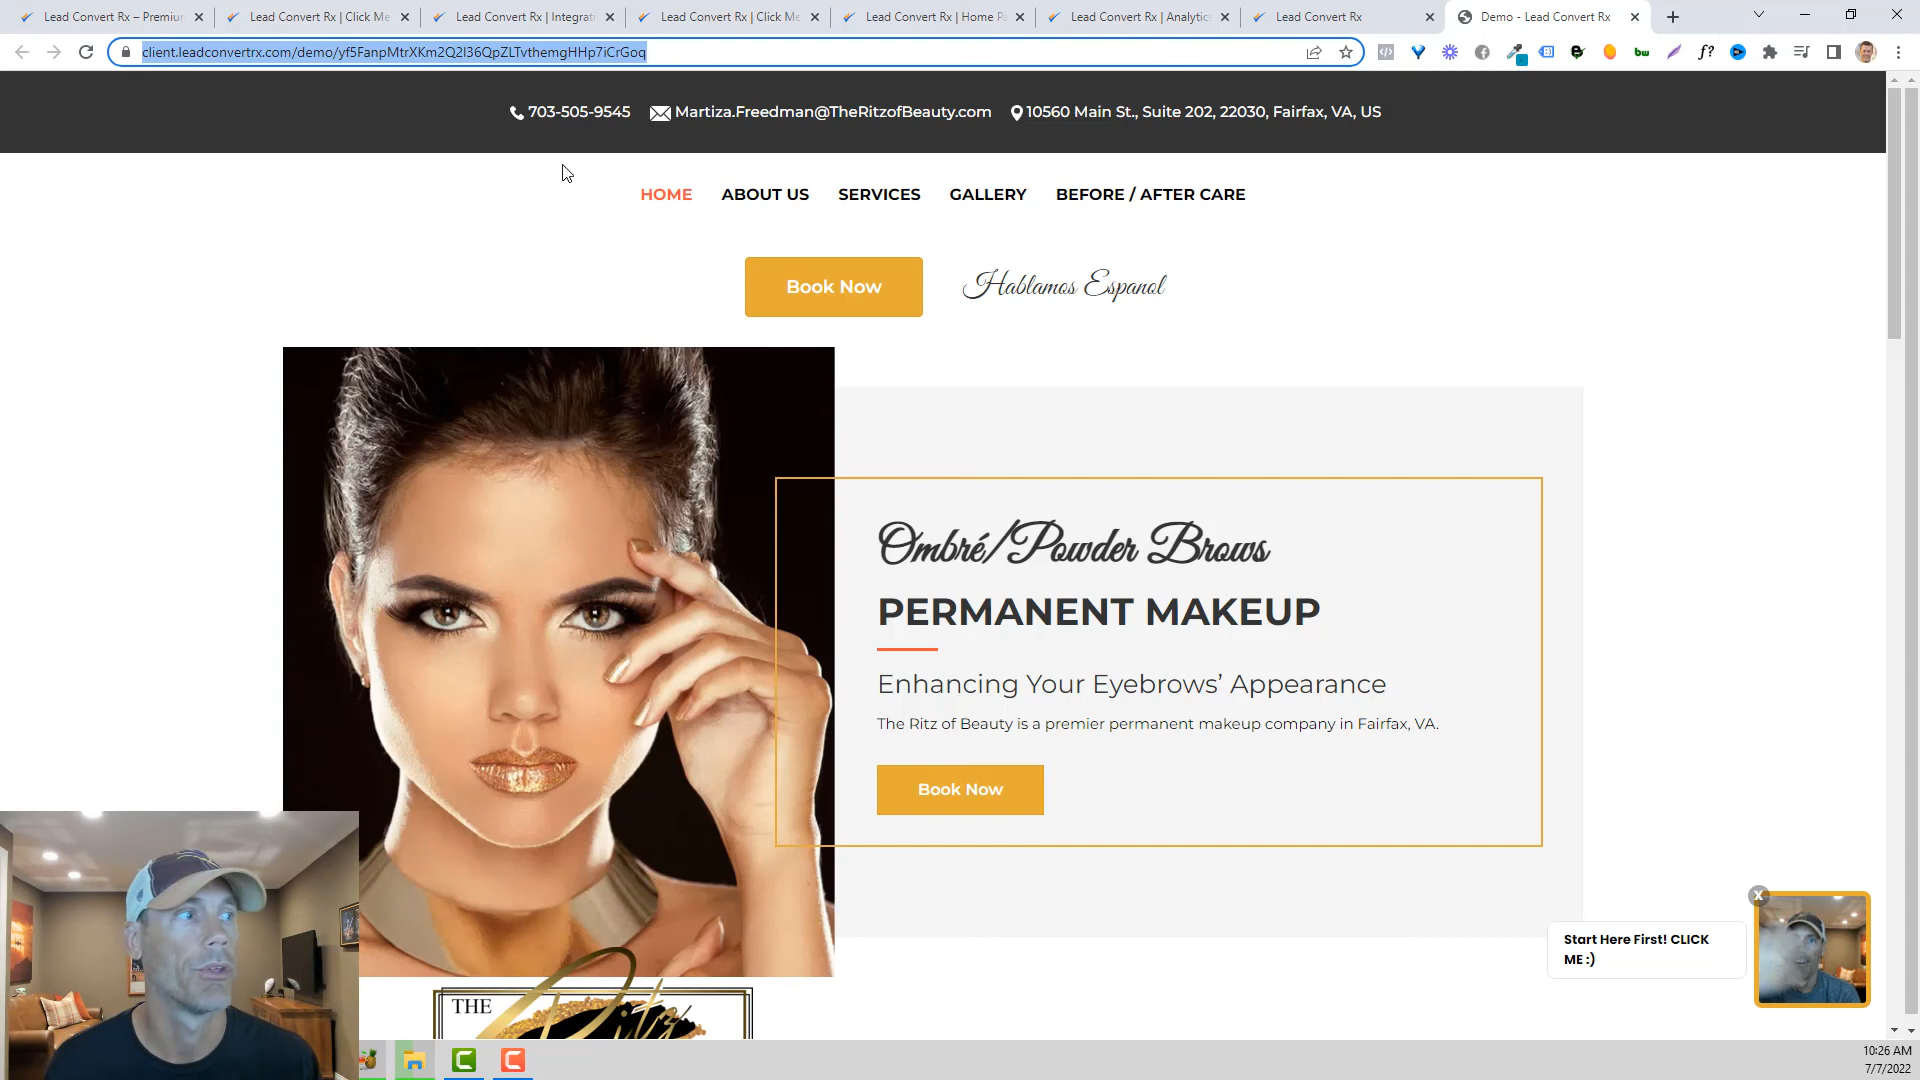 Lead Convert Rx – Premiu
Lead Convert Rx | Click Me
Lead Convert Rx | Integrati
Lead Convert Rx | Click Me
Lead Convert Rx | Home P
Lead Convert Rx | Analytics
Lead Convert Rx
Demo - Lead Convert Rx
client.leadconvertrx.com/demo/yf5FanpMtrXKm2Q2I36QpZLTvthemgHHp7iCrGoq
703-505-9545 Martiza.Freedman@TheRitzofBeauty.com 10560 Main St., Suite 202, 22030, Fairfax, VA, US
HOME ABOUT US SERVICES GALLERY BEFORE / AFTER CARE
Book Now Hablamos Espanol
Ombré/Powder Brows
PERMANENT MAKEUP
Enhancing Your Eyebrows’ Appearance
The Ritz of Beauty is a premier permanent makeup company in Fairfax, VA.
Book Now
X
Start Here First! CLICK
ME :)
THE
Ritz
10:26 AM
7/7/2022